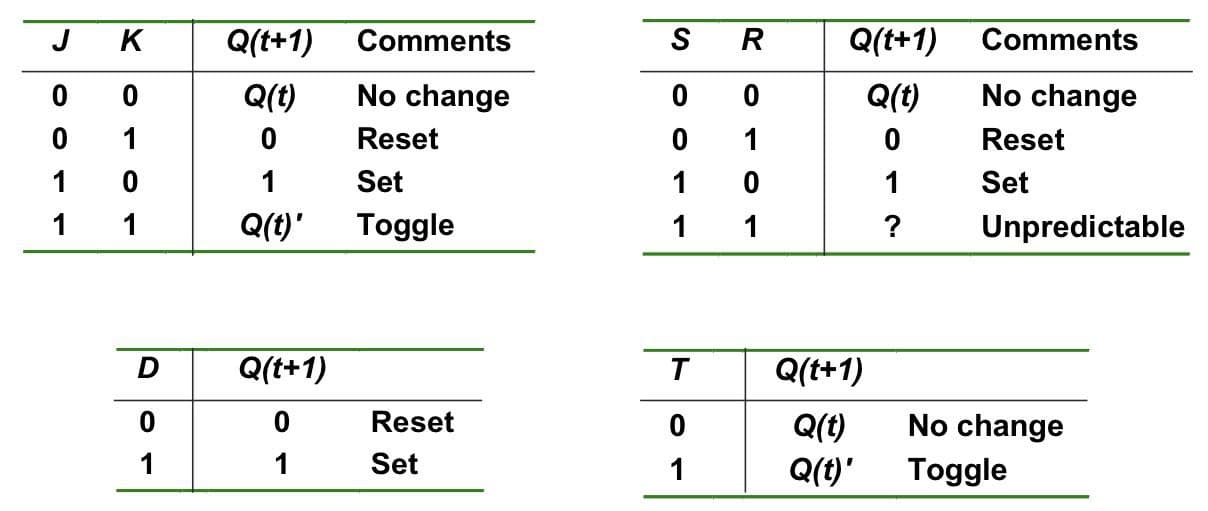 J K Q(t+1) Comments
0 0 Q(t) No change
0 1 0 Reset
1 0 1 Set
1 1 Q(t)' Toggle
S R Q(t+1) Comments
0 0 Q(t) No change
0 1 0 Reset
1 0 1 Set
1 1 ? Unpredictable
D Q(t+1)
0 0 Reset
1 1 Set
T Q(t+1)
0 Q(t) No change
1 Q(t)' Toggle